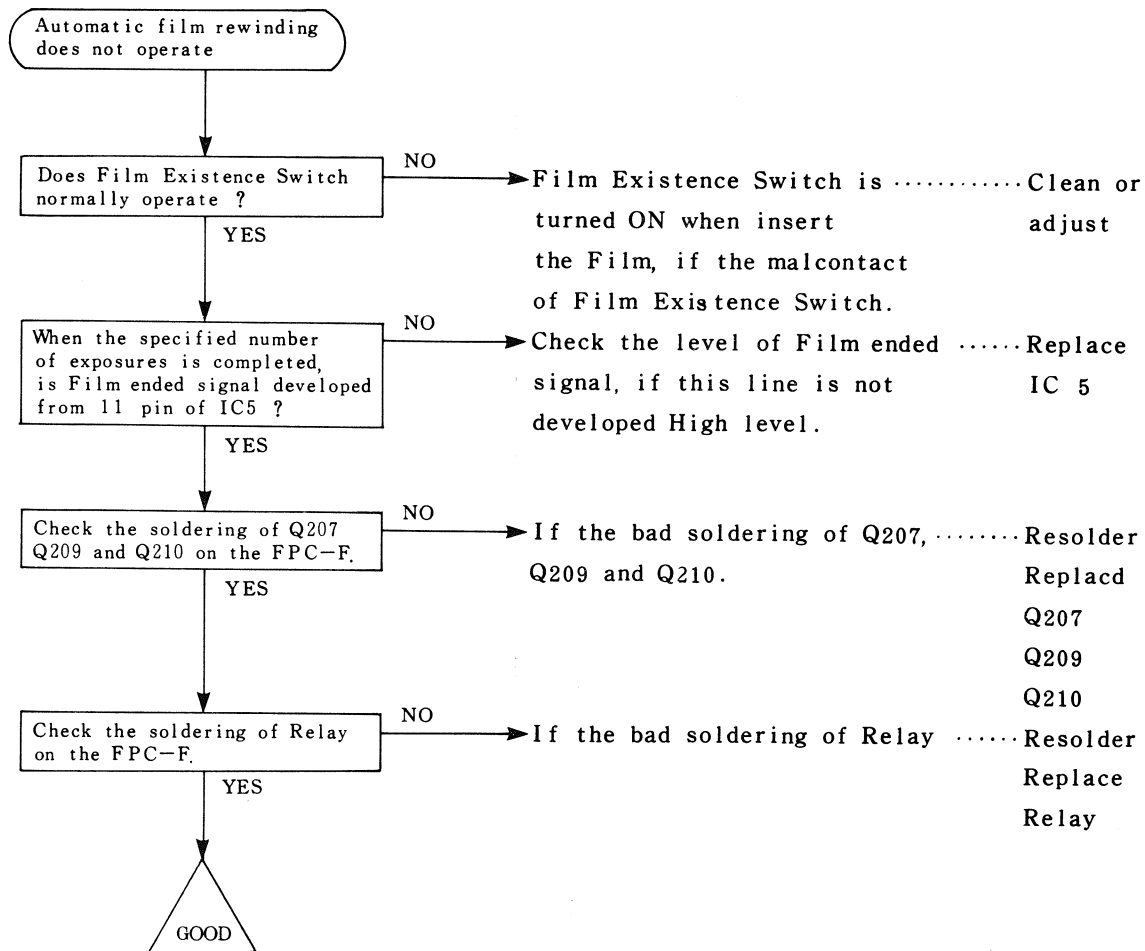 Automatic film rewinding
does not operate
Does Film Existence Switch
normally operate ?
NO
Film Existence Switch is ············ Clean or
turned ON when insert adjust
the Film, if the malcontact
of Film Existence Switch.
YES
When the specified number
of exposures is completed,
is Film ended signal developed
from 11 pin of IC5 ?
NO
Check the level of Film ended ······ Replace
signal, if this line is not IC 5
developed High level.
YES
Check the soldering of Q207
Q209 and Q210 on the FPC-F.
NO
If the bad soldering of Q207, ········ Resolder
Q209 and Q210. Replacd
Q207
Q209
Q210
YES
Check the soldering of Relay
on the FPC-F.
NO
If the bad soldering of Relay ······ Resolder
Replace
Relay
YES
GOOD